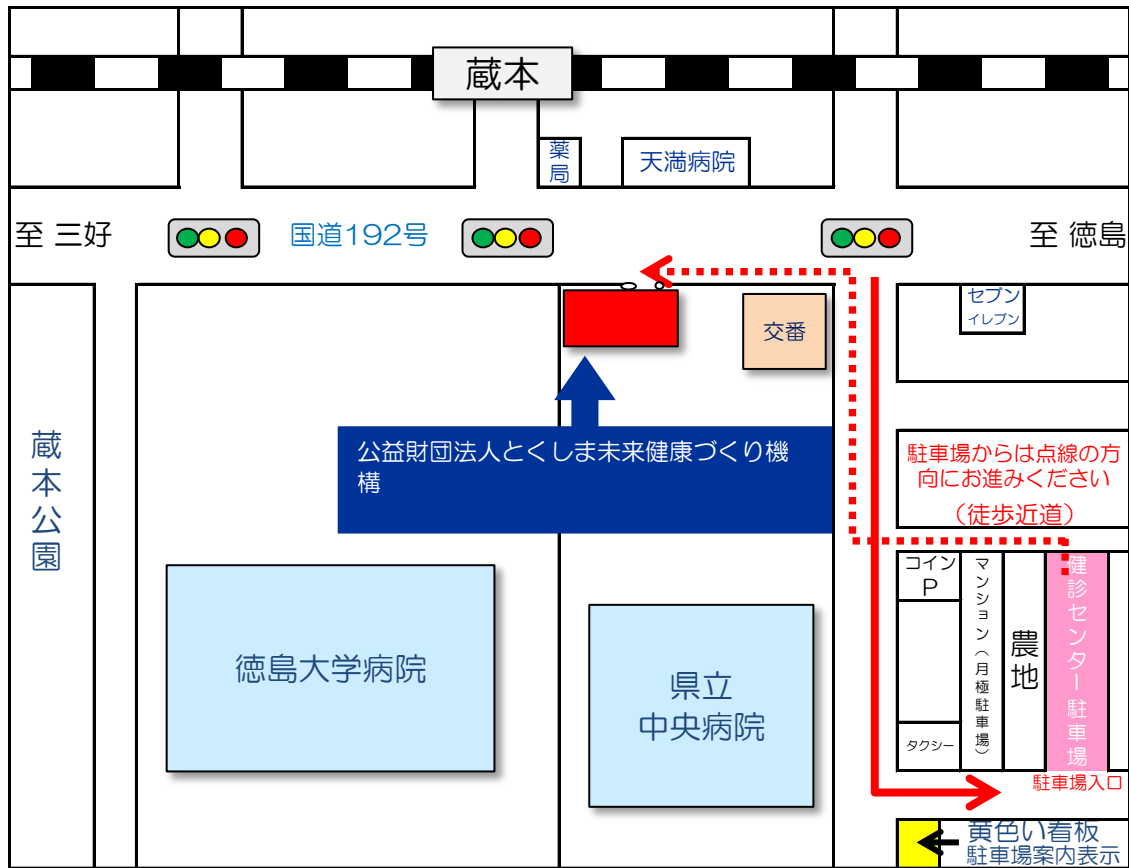 蔵本
薬
局
天満病院
至 三好
国道192号
至 徳島
セブン
イレブン
交番
公益財団法人とくしま未来健康づくり機
構
蔵本公園
駐車場からは点線の方
向にお進みください
（徒歩近道）
コイン
P
タクシー
マンション（月極駐車場）
農地
健診センター駐車場
徳島大学病院
県立
中央病院
駐車場入口
黄色い看板
駐車場案内表示